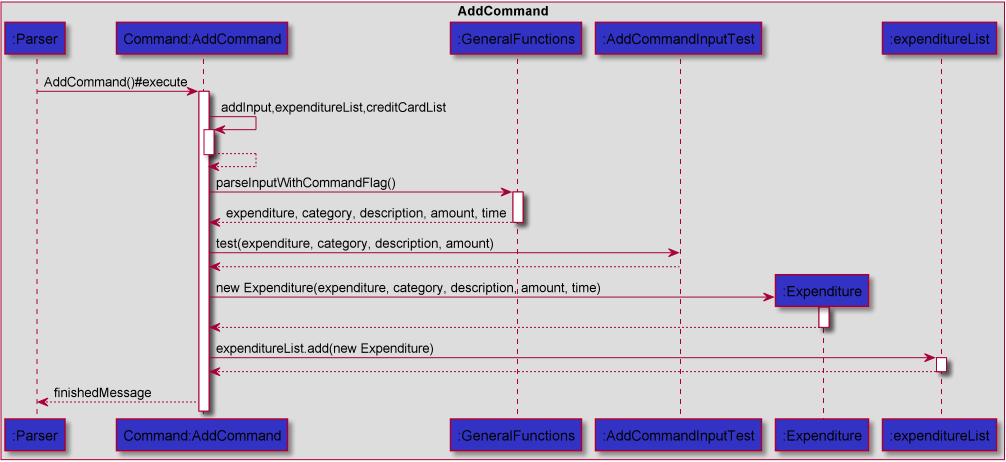 AddCommand
:Parser
Command:AddCommand
:GeneralFunctions
:AddCommandInputTest
:expenditureList
AddCommand()#execute
addInput,expenditureList,creditCardList
parseInputWithCommandFlag()
expenditure, category, description, amount, time
test(expenditure, category, description, amount)
new Expenditure(expenditure, category, description, amount, time)
:Expenditure
expenditureList.add(new Expenditure)
finishedMessage
:Parser
Command:AddCommand
:GeneralFunctions
:AddCommandInputTest
:Expenditure
:expenditureList